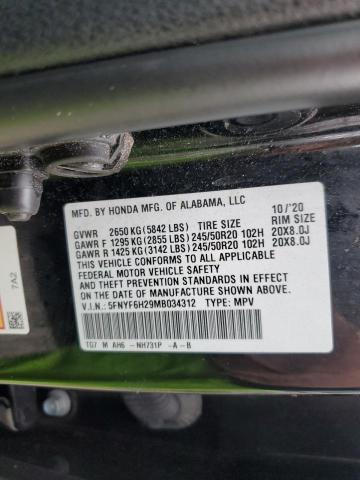 MFD. BY HONDA MFG. OF ALABAMA, LLC 10/'20
GVWR 2650 KG (5842 LBS) TIRE SIZE RIM SIZE
GAWR F 1295 KG (2855 LBS) 245/50R20 102H 20X8.0J
GAWR R 1425 KG (3142 LBS) 245/50R20 102H 20X8.0J
THIS VEHICLE CONFORMS TO ALL APPLICABLE
FEDERAL MOTOR VEHICLE SAFETY
AND THEFT PREVENTION STANDARDS IN EFFECT
ON THE DATE OF MANUFACTURE SHOWN ABOVE.
V.I.N.: 5FNYF6H29MB034312 TYPE: MPV
TG7 M AH6 -NH731P -A-B
7A2